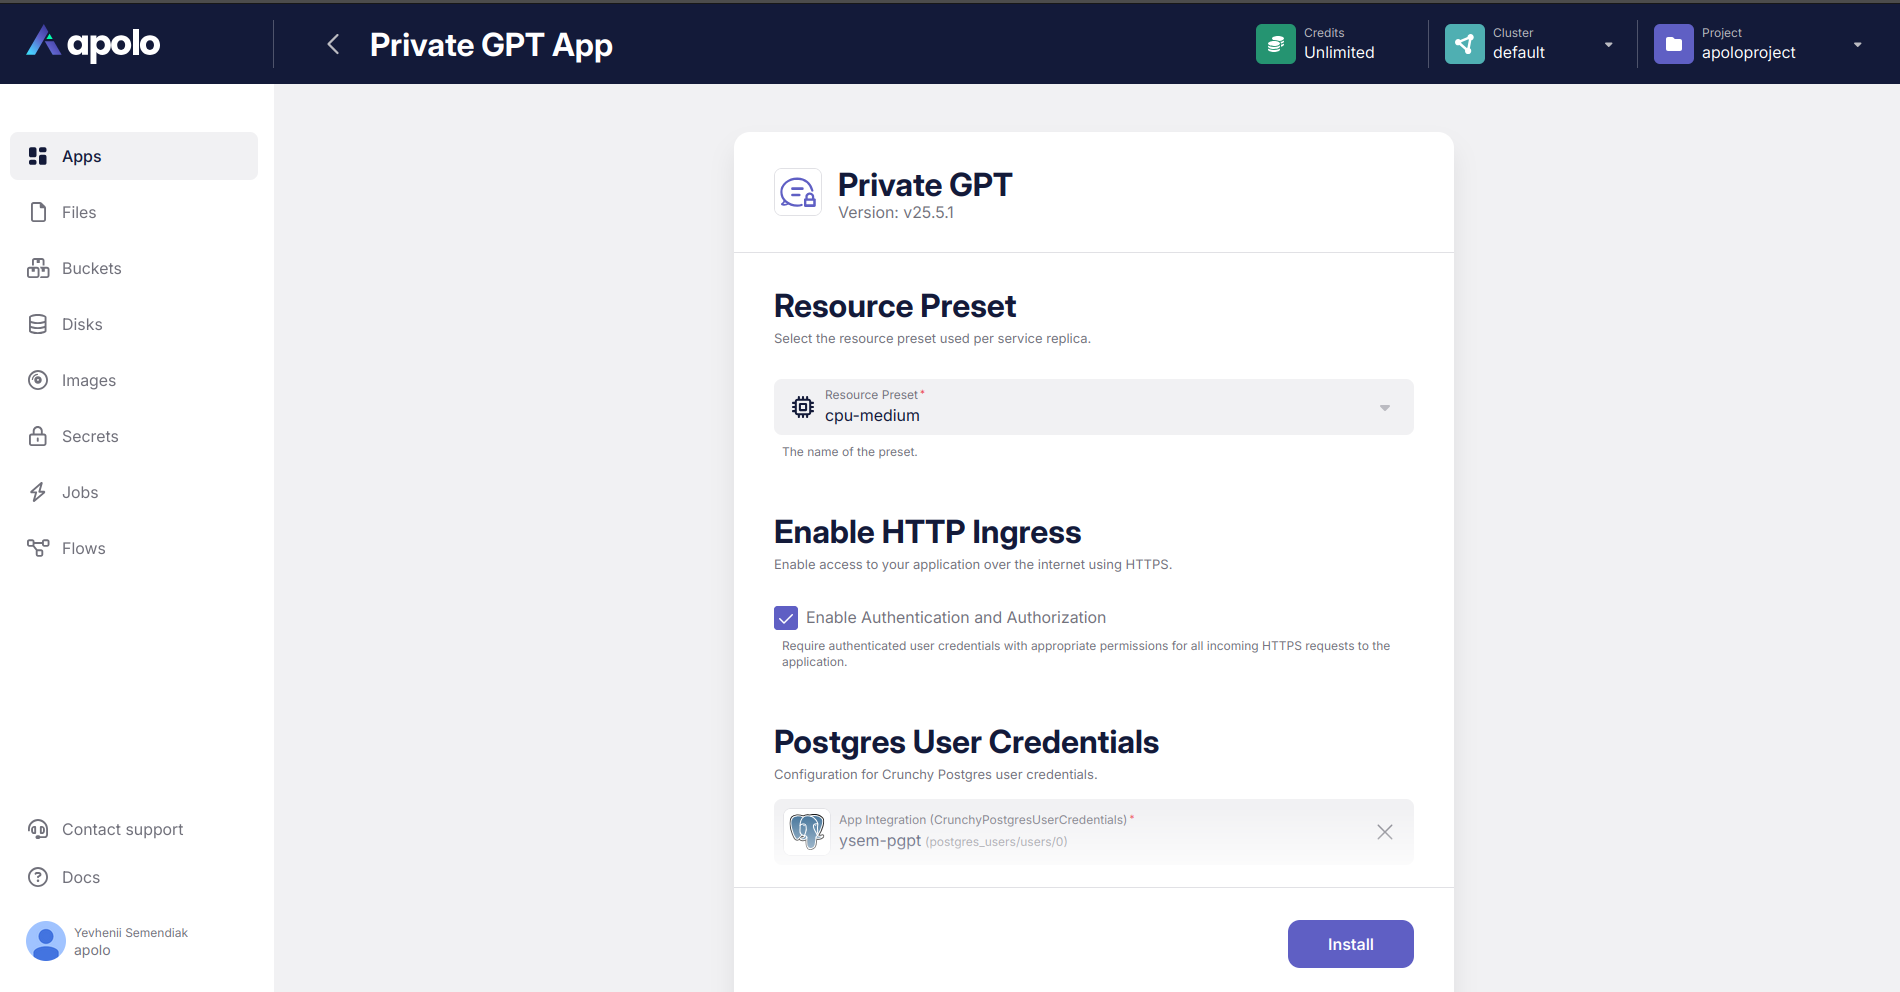 apolo
Private GPT App
Credits
Unlimited
Cluster
default
Project
apoloproject
Apps
Files
Buckets
Disks
Images
Secrets
Jobs
Flows
Contact support
Docs
Yevhenii Semendiak
apolo
Private GPT
Version: v25.5.1
Resource Preset
Select the resource preset used per service replica.
Resource Preset*
cpu-medium
The name of the preset.
Enable HTTP Ingress
Enable access to your application over the internet using HTTPS.
Enable Authentication and Authorization
Require authenticated user credentials with appropriate permissions for all incoming HTTPS requests to the
application.
Postgres User Credentials
Configuration for Crunchy Postgres user credentials.
App Integration (CrunchyPostgresUserCredentials)*
ysem-pgpt (postgres_users/users/0)
Install